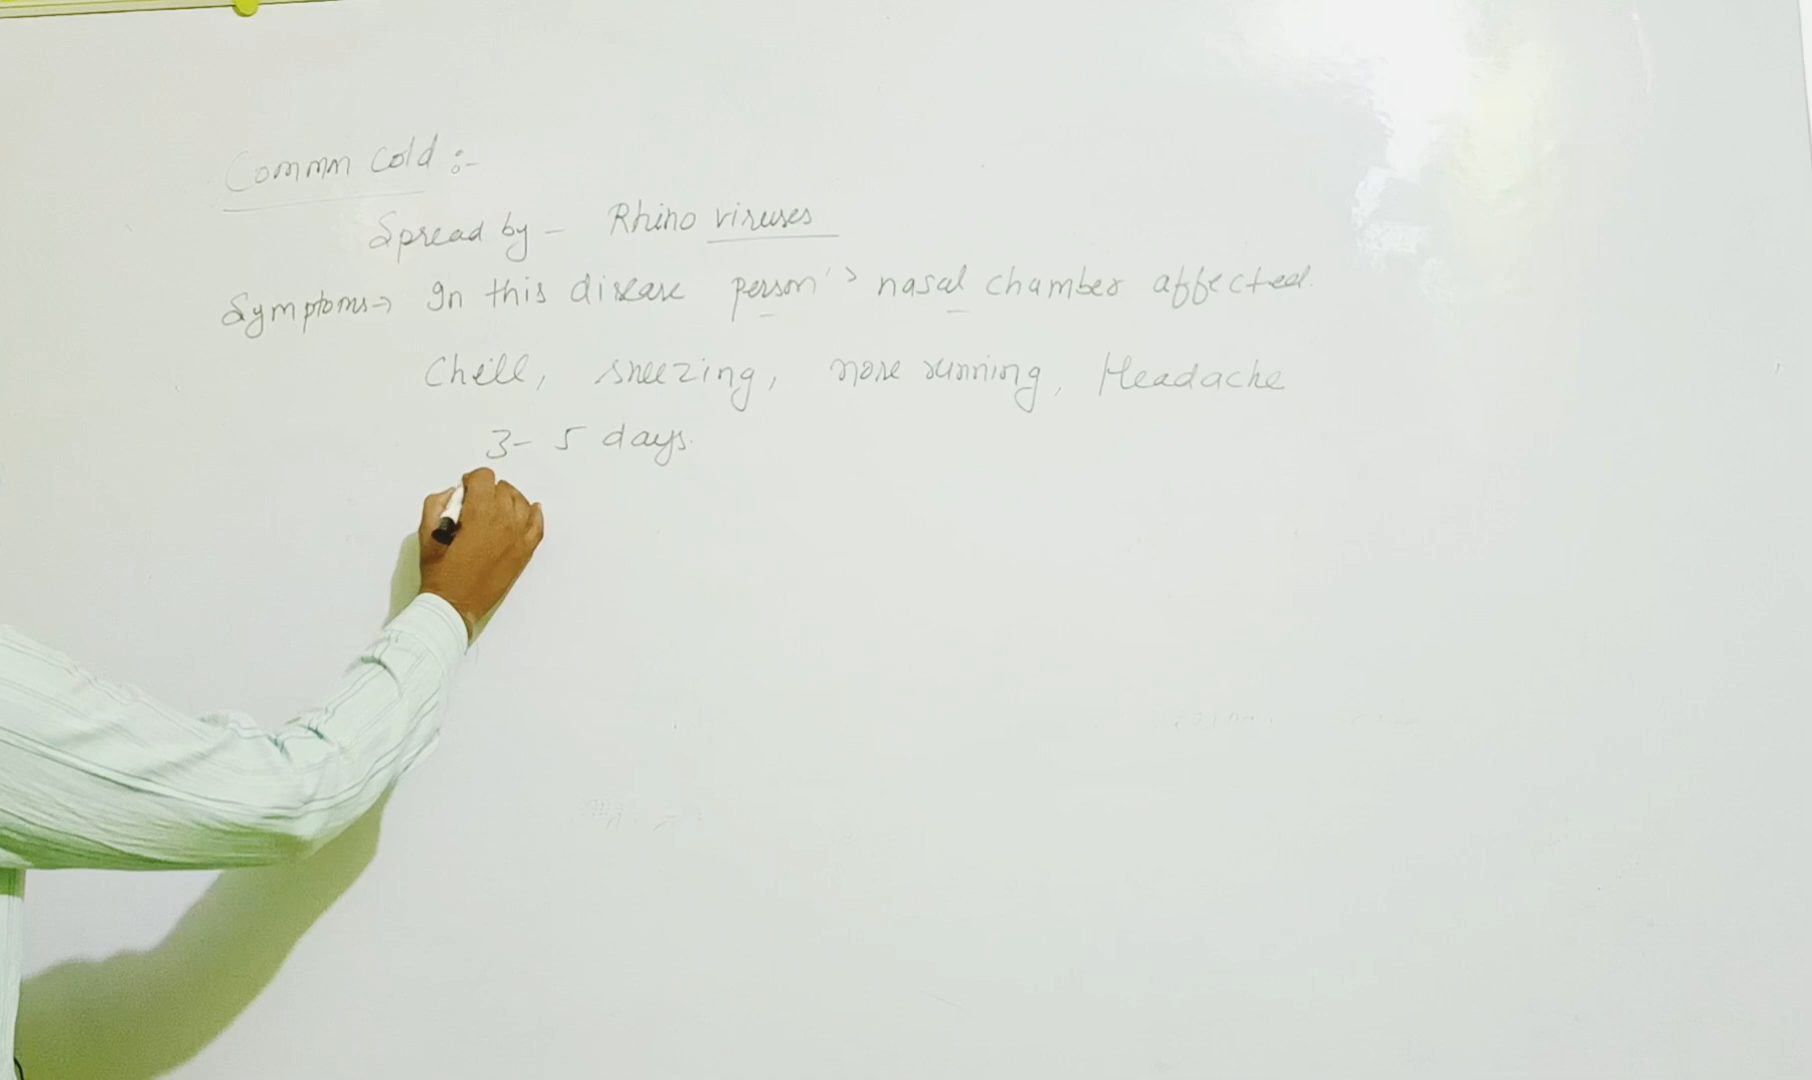 Commn Cold :-
Spread by - Rhino viruses
Symptoms → In this disease person's nasal chamber affected.
Chill, sneezing, nose running, Headache
3- 5 days.